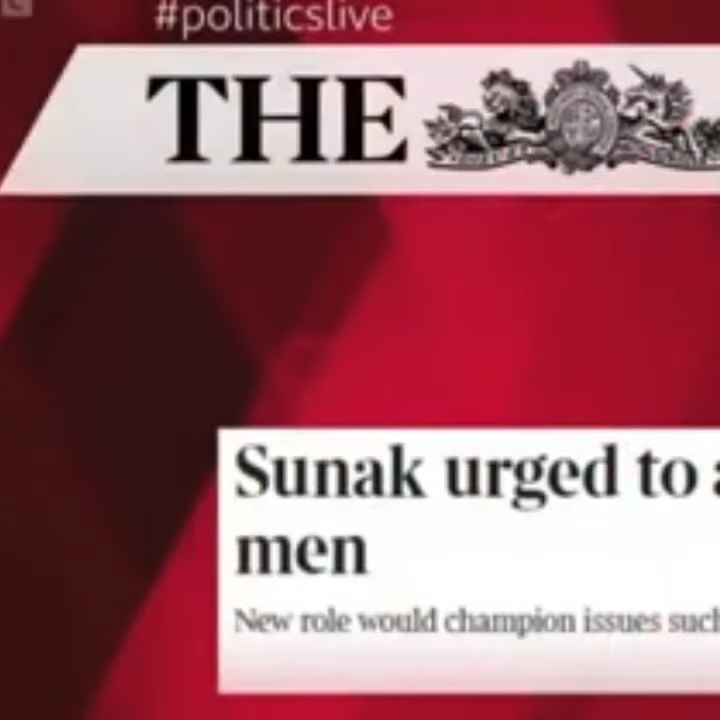 #politicslive
THE
Sunak urged to
men
New role would champion issues such